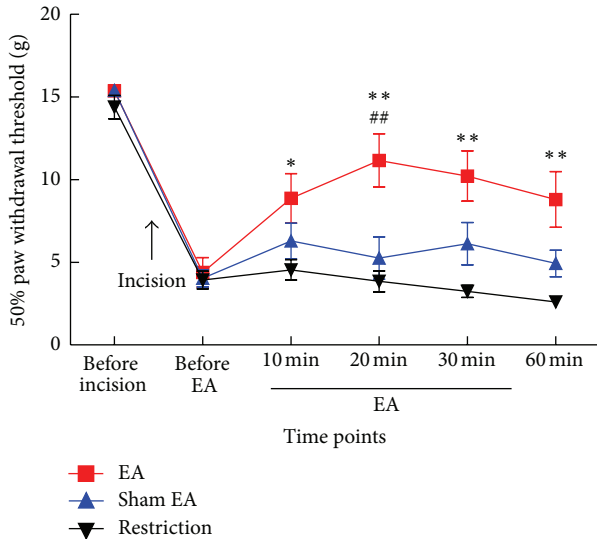 50% paw withdrawal threshold (g)
20
15
10
5
0
Incision
*
**
##
**
**
Before incision
Before EA
10 min
20 min
30 min
60 min
EA
Time points
EA
Sham EA
Restriction